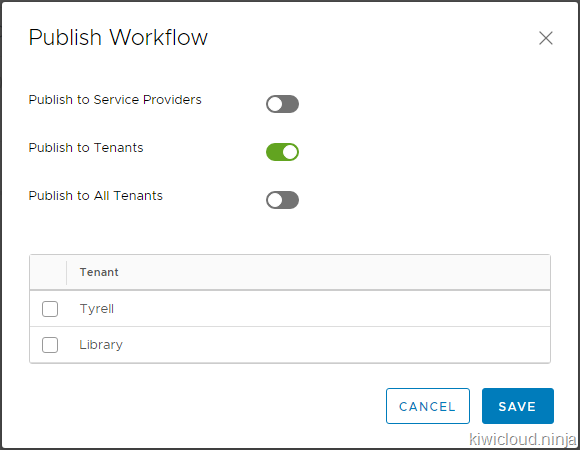 Publish Workflow
Publish to Service Providers
Publish to Tenants
Publish to All Tenants
Tenant
Tyrell
Library
CANCEL SAVE
kiwicloud.ninja